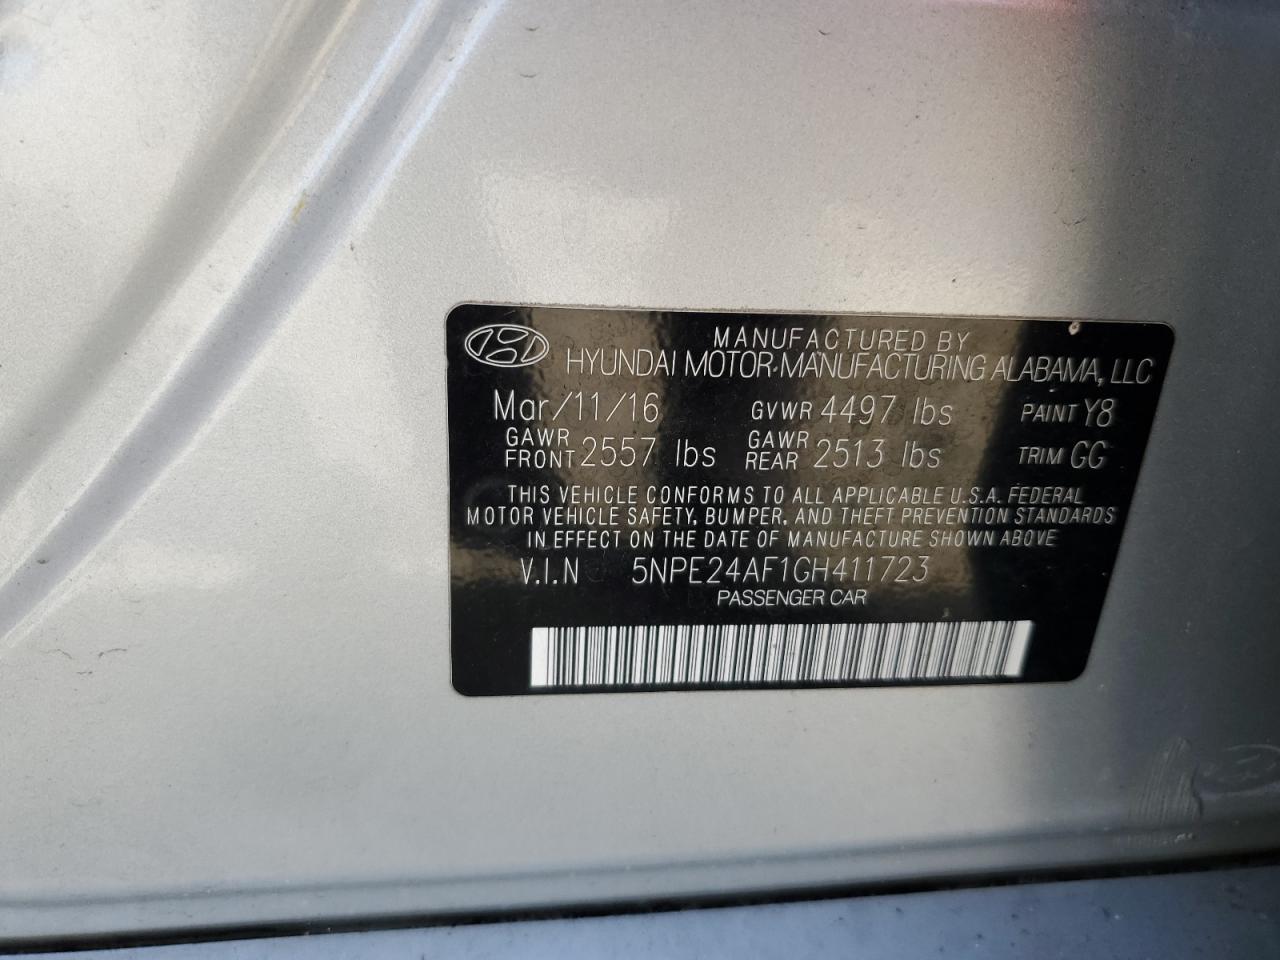 MANUFACTURED BY
HYUNDAI MOTOR MANUFACTURING ALABAMA, LLC
Mar/11/16 GVWR 4497 lbs PAINT Y8
GAWR FRONT 2557 lbs GAWR REAR 2513 lbs TRIM GG
THIS VEHICLE CONFORMS TO ALL APPLICABLE U.S.A. FEDERAL
MOTOR VEHICLE SAFETY, BUMPER, AND THEFT PREVENTION STANDARDS
IN EFFECT ON THE DATE OF MANUFACTURE SHOWN ABOVE
V.I.N 5NPE24AF1GH411723
PASSENGER CAR